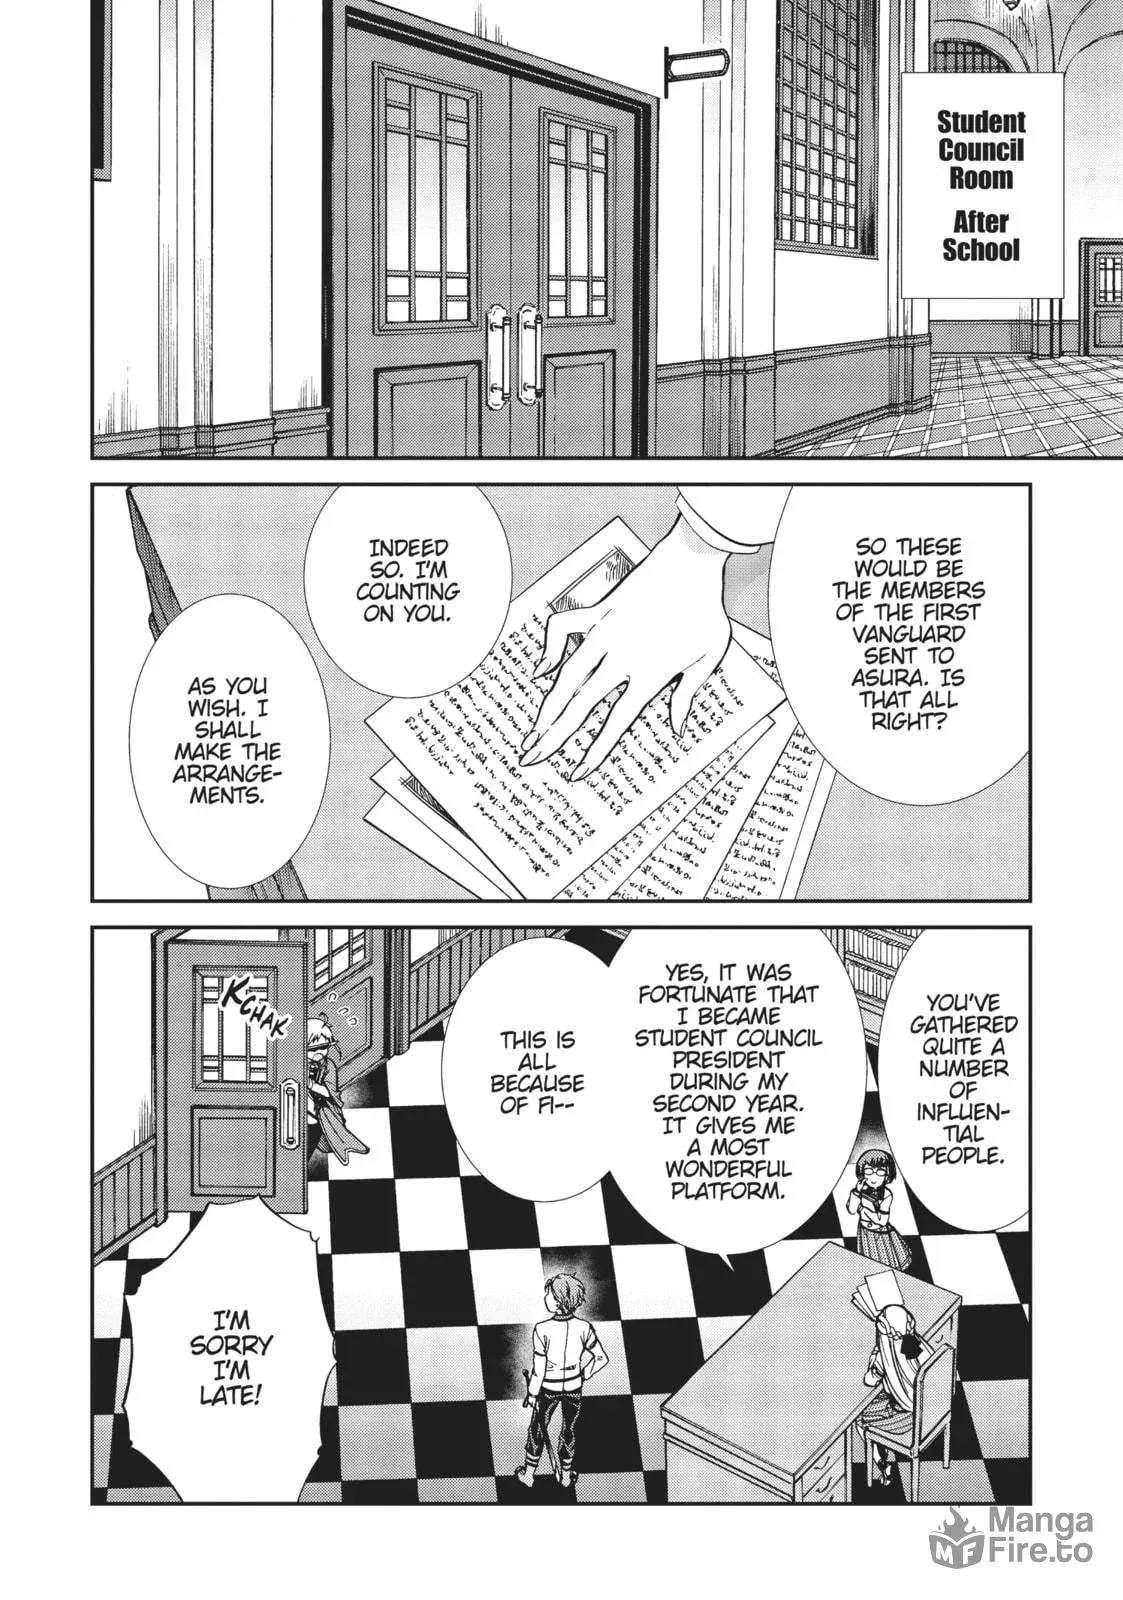 Student
Council
Room
After
School
SO THESE
WOULD BE
THE MEMBERS
OF THE FIRST
VANGUARD
SENT TO
ASURA. IS
THAT ALL
RIGHT?
INDEED
SO. I'M
COUNTING
ON YOU.
AS YOU
WISH. I
SHALL
MAKE THE
ARRANGE-
MENTS.
YOU'VE
GATHERED
QUITE A
NUMBER
OF
INFLUEN-
TIAL
PEOPLE.
YES, IT WAS
FORTUNATE THAT
I BECAME
STUDENT COUNCIL
PRESIDENT
DURING MY
SECOND YEAR.
IT GIVES ME
A MOST
WONDERFUL
PLATFORM.
THIS IS
ALL
BECAUSE
OF FI--
KCHAK
I'M
SORRY
I'M
LATE!
Manga
MF Fire.to